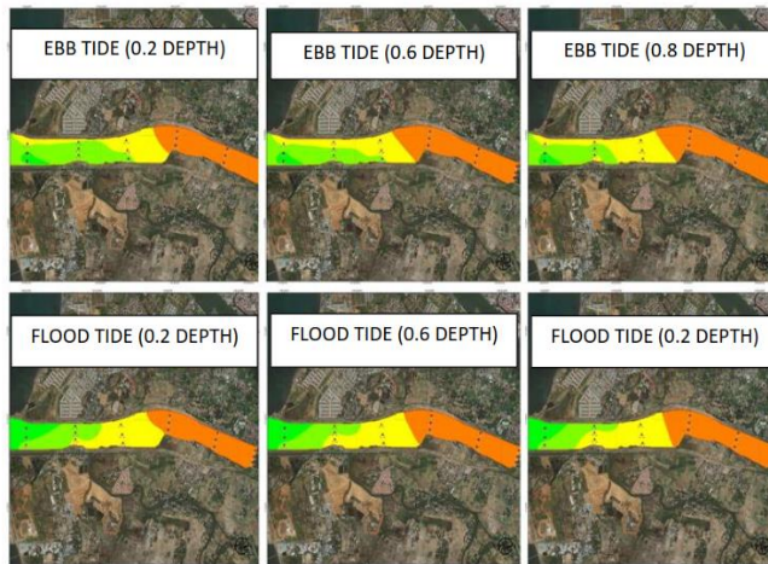 EBB TIDE (0.2 DEPTH)
EBB TIDE (0.6 DEPTH)
EBB TIDE (0.8 DEPTH)
FLOOD TIDE (0.2 DEPTH)
FLOOD TIDE (0.6 DEPTH)
FLOOD TIDE (0.2 DEPTH)